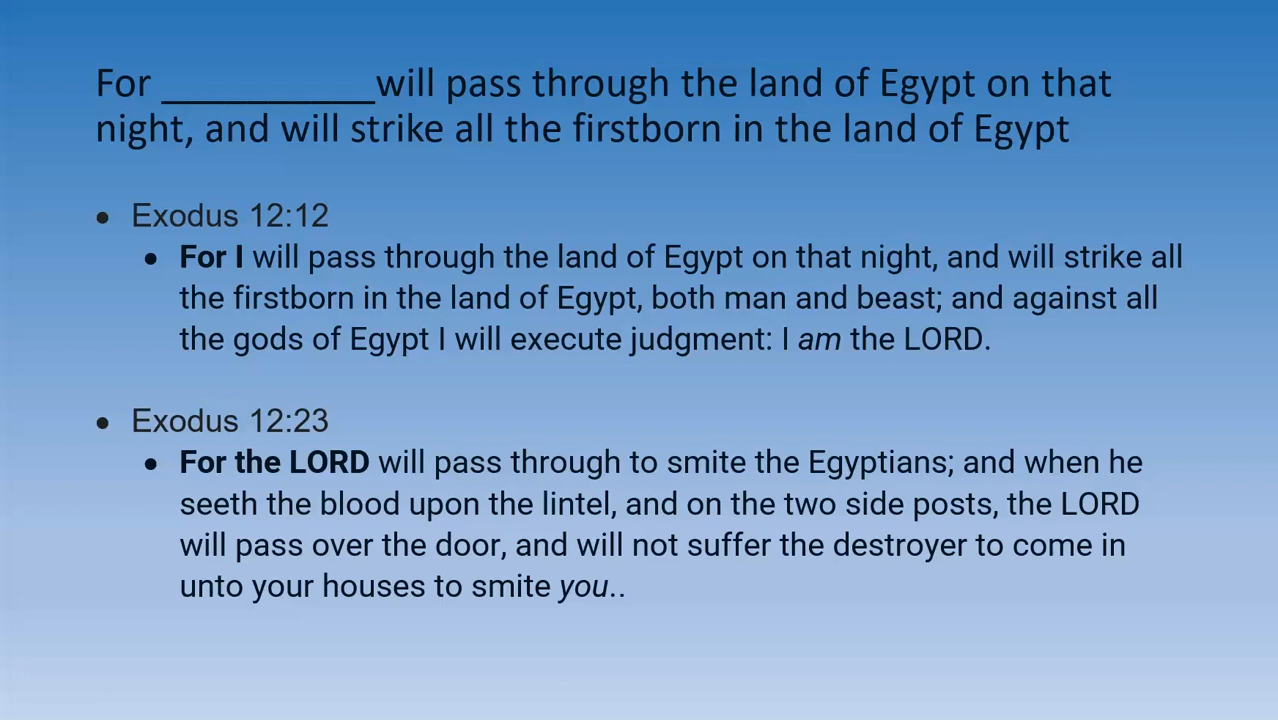 For __________will pass through the land of Egypt on that
night, and will strike all the firstborn in the land of Egypt
• Exodus 12:12
• For I will pass through the land of Egypt on that night, and will strike all
the firstborn in the land of Egypt, both man and beast; and against all
the gods of Egypt I will execute judgment: I am the LORD.
• Exodus 12:23
• For the LORD will pass through to smite the Egyptians; and when he
seeth the blood upon the lintel, and on the two side posts, the LORD
will pass over the door, and will not suffer the destroyer to come in
unto your houses to smite you..